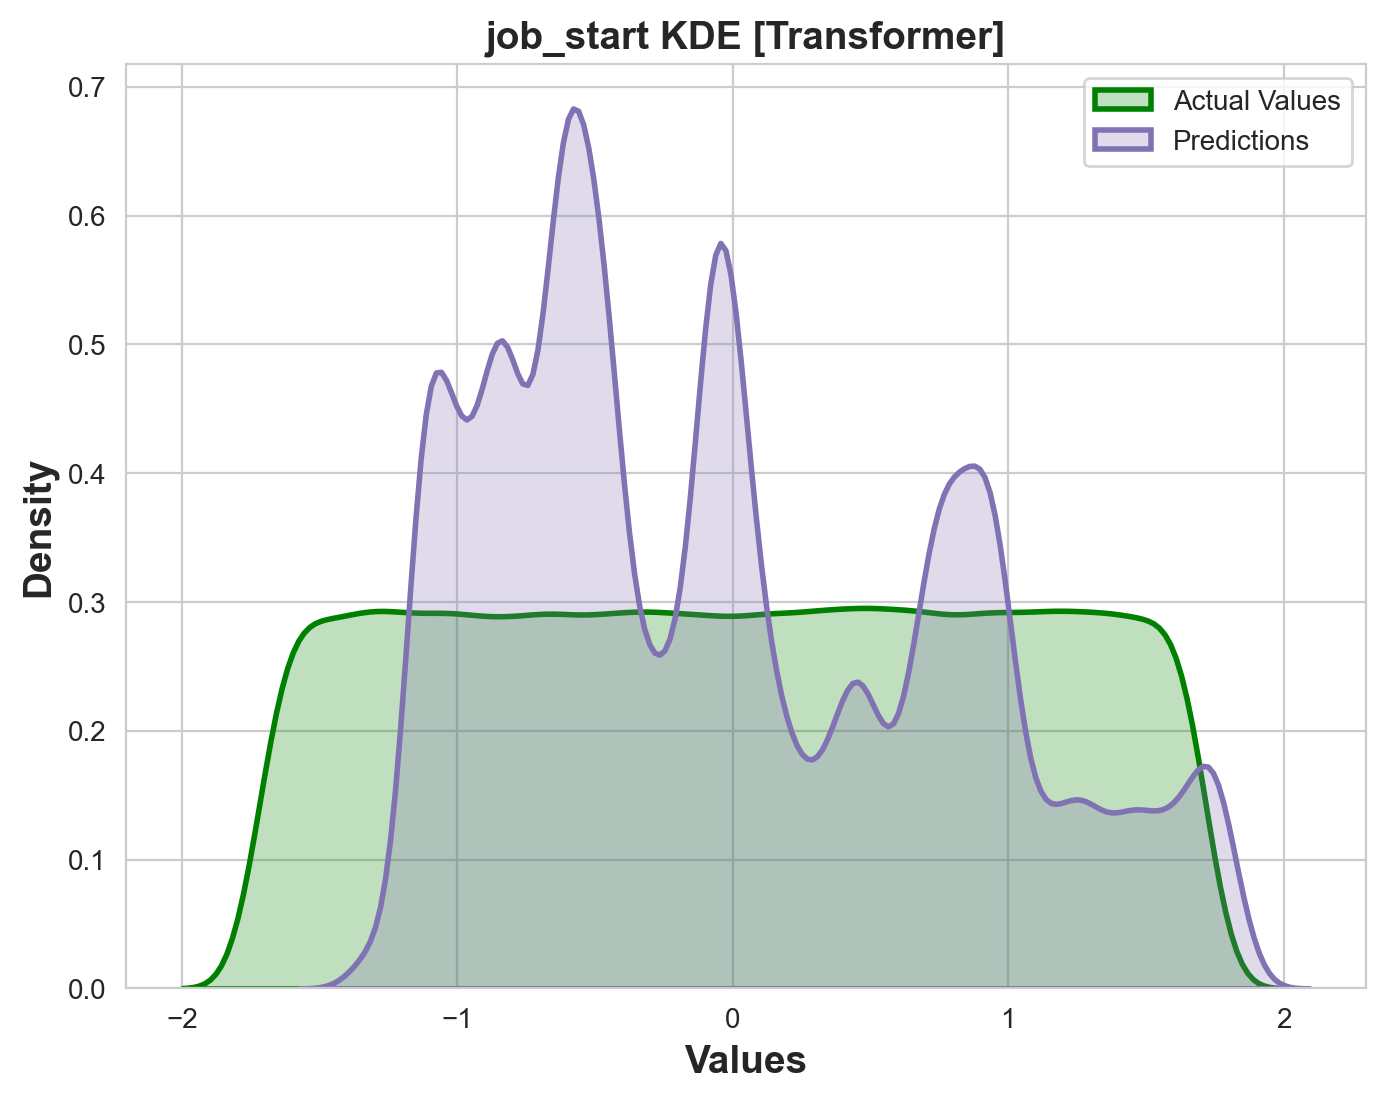 job_start KDE [Transformer]
Actual Values
Predictions
0.7
0.6
0.5
0.4
0.3
0.2
0.1
0.0
Density
−2
−1
0
1
2
Values